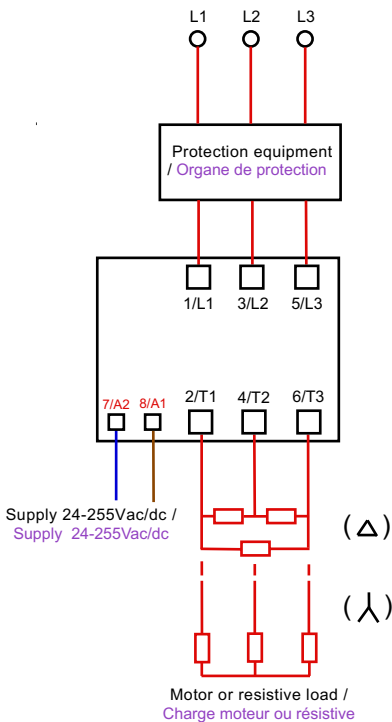 L1 L2 L3
Protection equipment
/ Organe de protection
1/L1 3/L2 5/L3
2/T1 4/T2 6/T3
7/A2 8/A1
Supply 24-255Vac/dc /
Supply 24-255Vac/dc
(△)
(⅄)
Motor or resistive load /
Charge moteur ou résistive